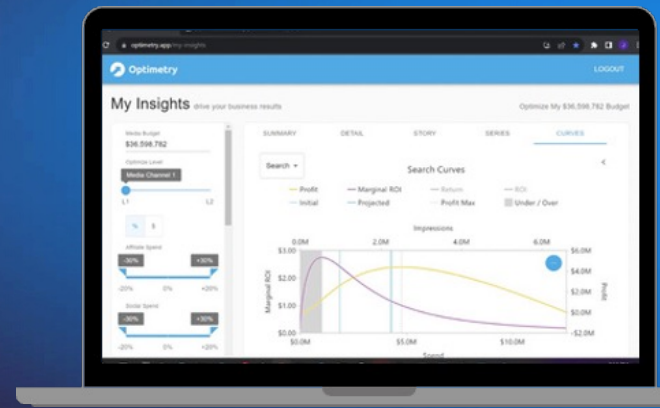 optimetry.app/my-insights
Optimetry
LOGOUT
My Insights drive your business results
Optimize My $36,598,782 Budget
Media Budget
$36,598,782
Optimize Level
Media Channel 1
L1 L2
% $
Affiliate Spend
-30% +30%
-20% 0% +20%
Social Spend
-30% +30%
-20% 0% +20%
SUMMARY DETAIL STORY SERIES CURVES
Search
Search Curves
Profit Marginal ROI Return ROI
Initial Projected Profit Max Under / Over
Impressions
0.0M 2.0M 4.0M 6.0M
$3.00 $6.0M
$4.0M
$2.00
$2.0M
$1.00
$0.0M
$0.00 -$2.0M
Marginal ROI
Profit
$0.0M $5.0M $10.0M
Spend